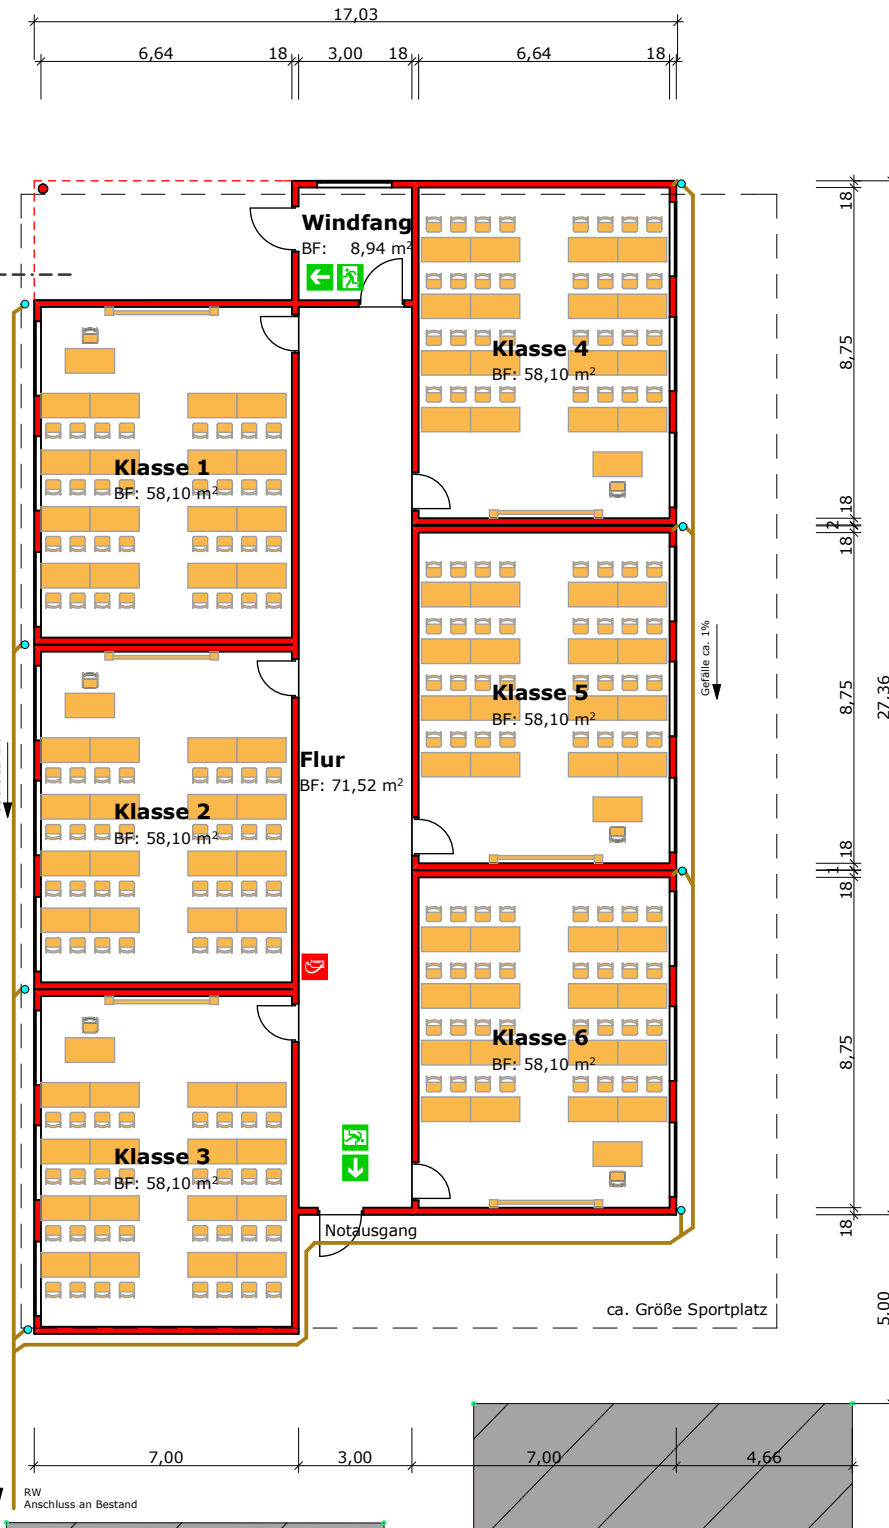 17,03
6,64
18
3,00
18
6,64
18
Windfang
BF: 8,94 m²
18
Klasse 4
BF: 58,10 m²
8,75
Klasse 1
BF: 58,10 m²
18
2
18
Gefälle ca. 1%
Klasse 5
BF: 58,10 m²
8,75
27,36
Flur
BF: 71,52 m²
Klasse 2
BF: 58,10 m²
18
1
18
Klasse 6
BF: 58,10 m²
8,75
Klasse 3
BF: 58,10 m²
Notausgang
18
ca. Größe Sportplatz
5,00
7,00
3,00
7,00
4,66
RW
Anschluss an Bestand